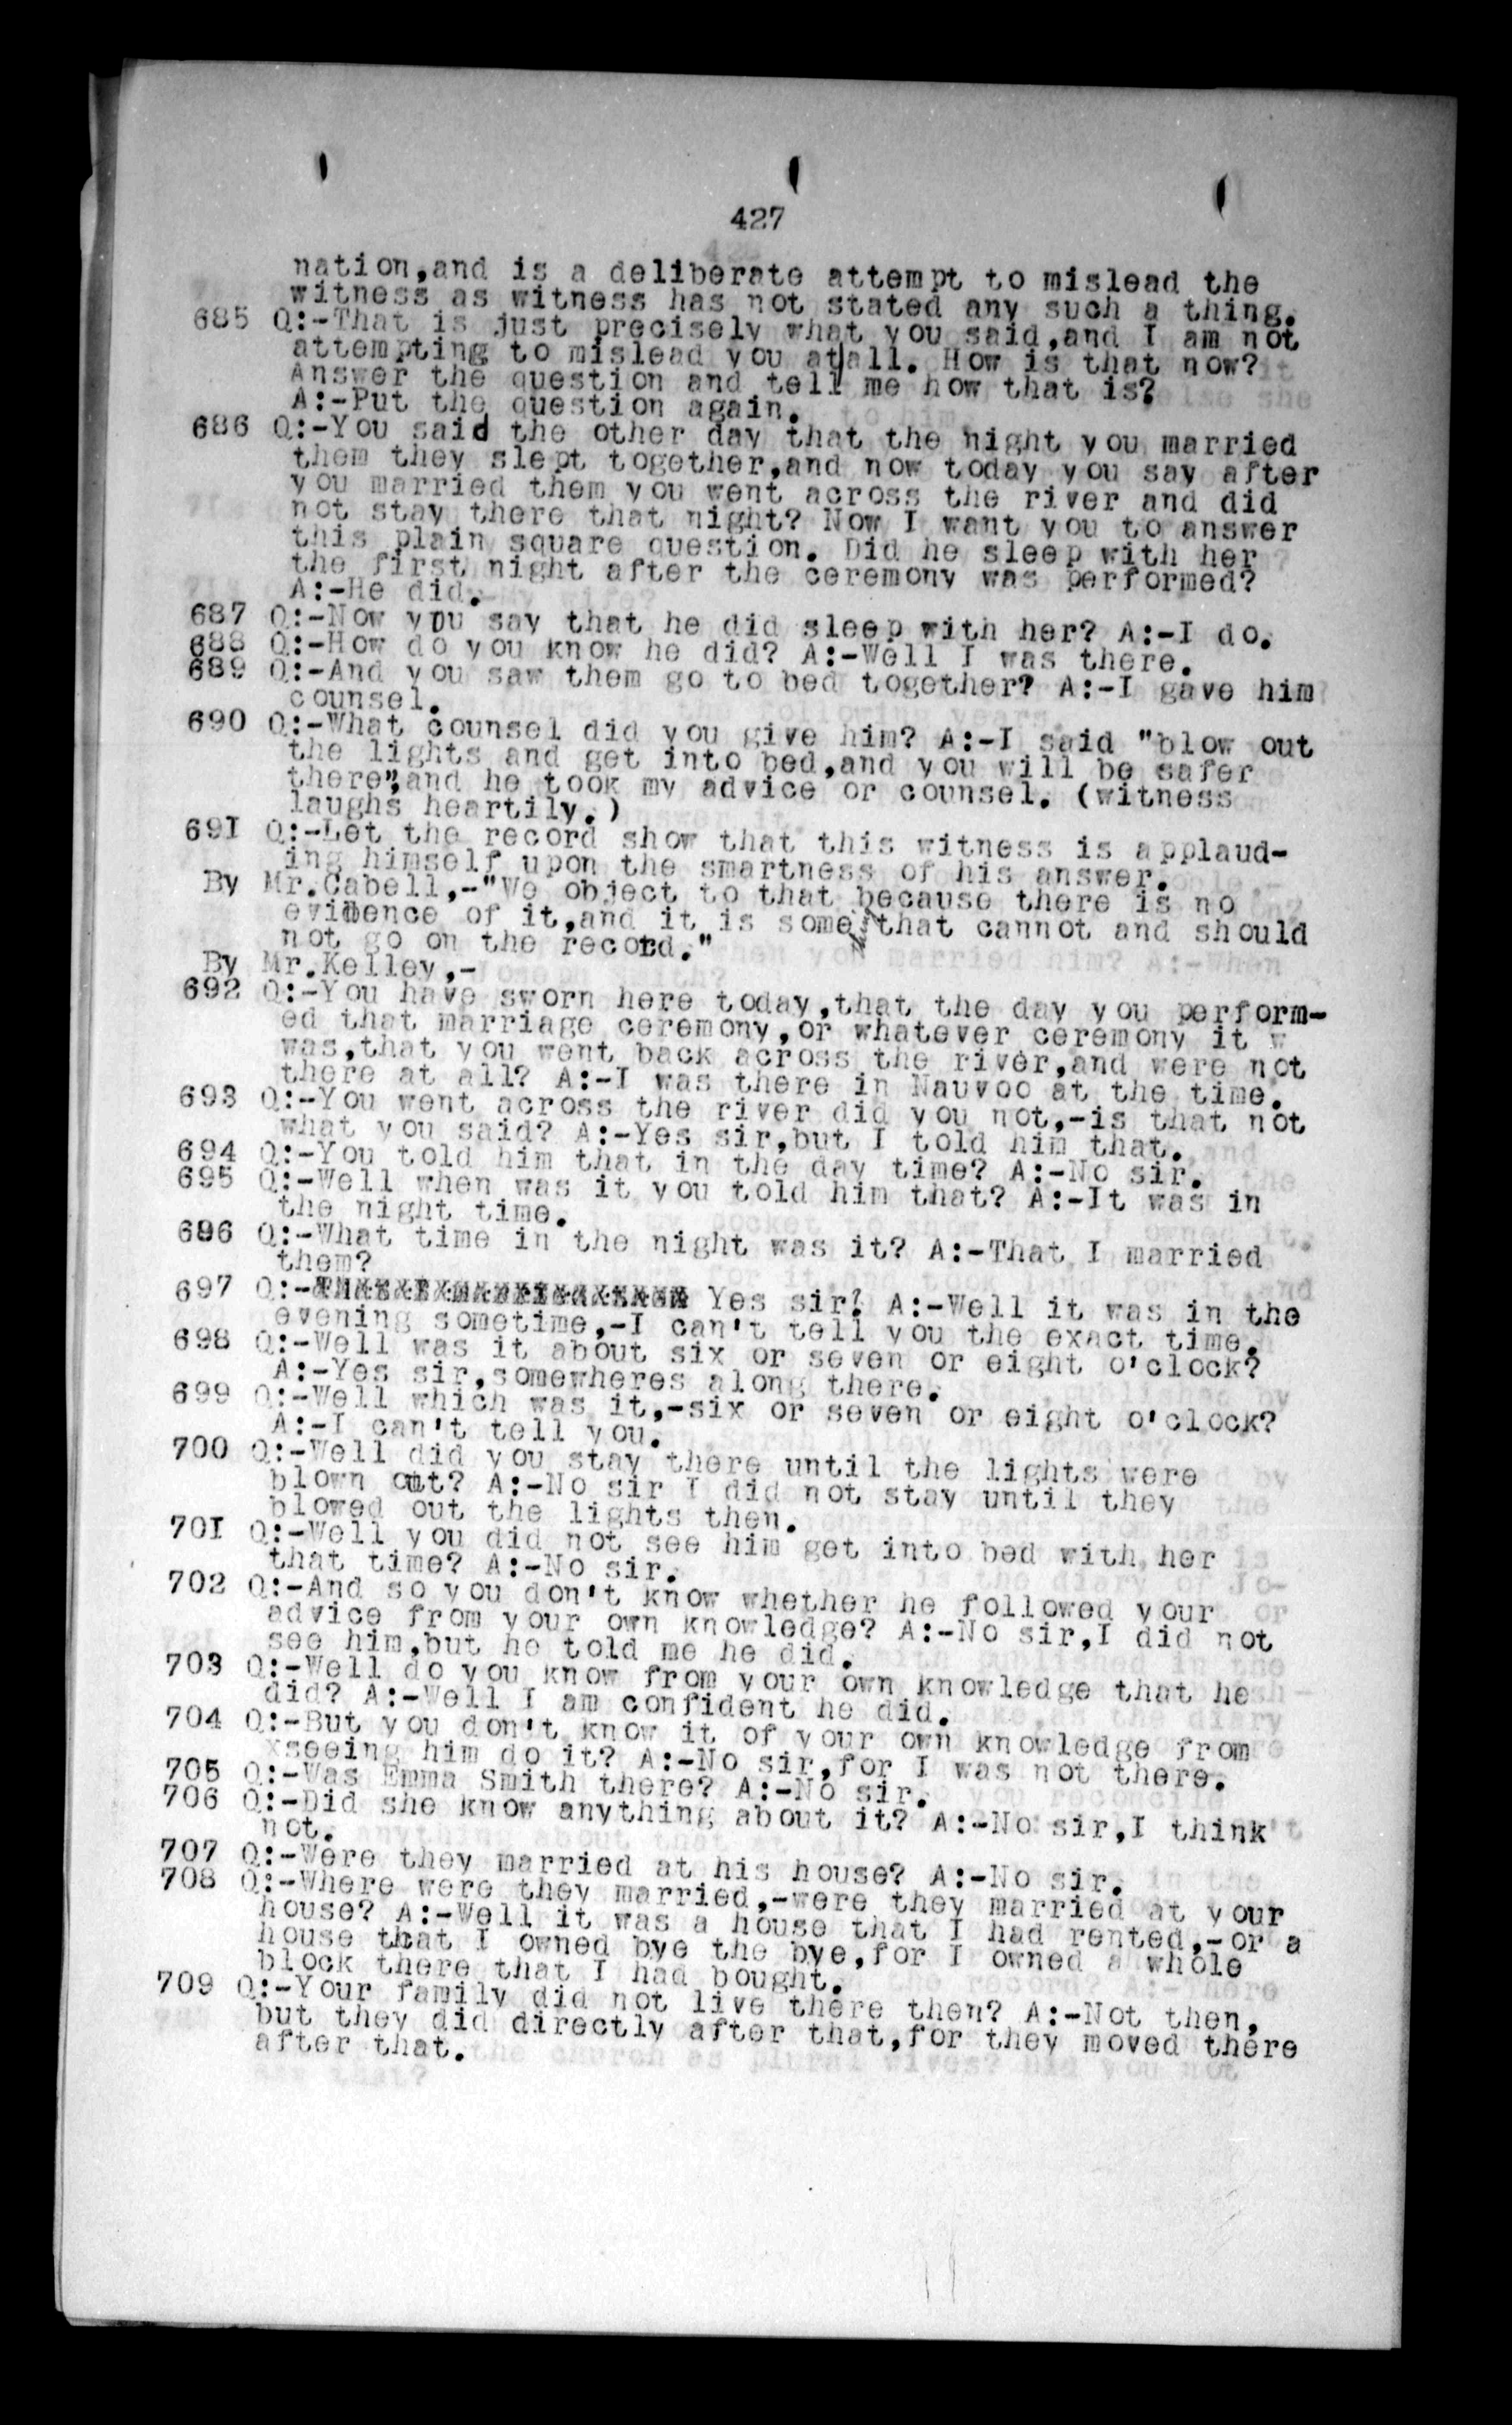 427
nation,and is a deliberate attempt to mislead the
witness as witness has not stated any such a thing.
685 Q:-That is just precisely what you said,and I am not
attempting to mislead you at|all. How is that now?
Answer the question and tell me how that is?
A:-Put the question again.
686 Q:-You said the other day that the night you married
them they slept together,and now today you say after
you married them you went across the river and did
not stay there that night? Now I want you to answer
this plain square question. Did he sleep with her
the first night after the ceremony was performed?
A:-He did.
687 Q:-Now you say that he did sleep with her? A:-I do.
688 Q:-How do you know he did? A:-Well I was there.
689 Q:-And you saw them go to bed together? A:-I gave him
counsel.
690 Q:-What counsel did you give him? A:-I said "blow out
the lights and get into bed,and you will be safer
there",and he took my advice or counsel. (witness
laughs heartily.)
691 Q:-Let the record show that this witness is applaud-
ing himself upon the smartness of his answer.
By Mr.Cabell,-"We object to that because there is no
evidence of it,and it is some thing that cannot and should
not go on the record."
By Mr.Kelley,-
692 Q:-You have sworn here today,that the day you perform-
ed that marriage ceremony,or whatever ceremony it w
was,that you went back across the river,and were not
there at all? A:-I was there in Nauvoo at the time.
693 Q:-You went across the river did you not,-is that not
what you said? A:-Yes sir,but I told him that.
694 Q:-You told him that in the day time? A:-No sir.
695 Q:-Well when was it you told him that? A:-It was in
the night time.
696 Q:-What time in the night was it? A:-That I married
them?
697 Q:- Yes sir? A:-Well it was in the
evening sometime,-I can't tell you the exact time.
698 Q:-Well was it about six or seven or eight o'clock?
A:-Yes sir,somewheres along there.
699 Q:-Well which was it,-six or seven or eight o'clock?
A:-I can't tell you.
700 Q:-Well did you stay there until the lights were
blown out? A:-No sir I did not stay until they
blowed out the lights then.
701 Q:-Well you did not see him get into bed with her
that time? A:-No sir.
702 Q:-And so you don't know whether he followed your
advice from your own knowledge? A:-No sir,I did not
see him,but he told me he did.
703 Q:-Well do you know from your own knowledge that he
did? A:-Well I am confident he did.
704 Q:-But you don't know it of your own knowledge from
xseeing him do it? A:-No sir,for I was not there.
705 Q:-Was Emma Smith there? A:-No sir.
706 Q:-Did she know anything about it? A:-No sir,I think
not.
707 Q:-Were they married at his house? A:-No sir.
708 Q:-Where were they married,-were they married at your
house? A:-Well it was a house that I had rented,-or a
house that I owned bye the bye,for I owned a whole
block there that I had bought.
709 Q:-Your family did not live there then? A:-Not then,
but they did directly after that,for they moved there
after that.